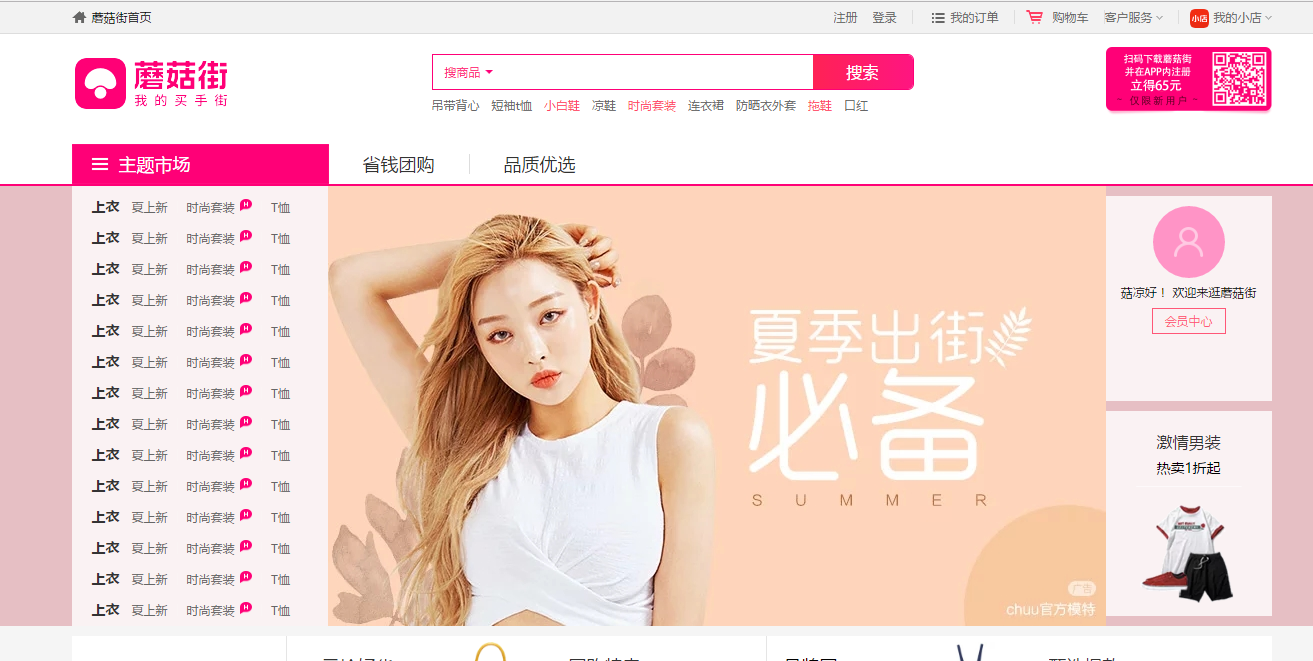 蘑菇街首页
注册 登录 我的订单 购物车 客户服务 小店 我的小店
蘑菇街
我的买手街
搜商品 搜索
吊带背心 短袖t恤 小白鞋 凉鞋 时尚套装 连衣裙 防晒衣外套 拖鞋 口红
扫码下载蘑菇街
并在APP内注册
立得65元
- 仅限新用户 -
主题市场 省钱团购 品质优选
上衣 夏上新 时尚套装 H T恤
上衣 夏上新 时尚套装 H T恤
上衣 夏上新 时尚套装 H T恤
上衣 夏上新 时尚套装 H T恤
上衣 夏上新 时尚套装 H T恤
上衣 夏上新 时尚套装 H T恤
上衣 夏上新 时尚套装 H T恤
上衣 夏上新 时尚套装 H T恤
上衣 夏上新 时尚套装 H T恤
上衣 夏上新 时尚套装 H T恤
上衣 夏上新 时尚套装 H T恤
上衣 夏上新 时尚套装 H T恤
上衣 夏上新 时尚套装 H T恤
上衣 夏上新 时尚套装 H T恤
夏季出街
必备
SUMMER
广告
chuu官方模特
菇凉好！ 欢迎来逛蘑菇街
会员中心
激情男装
热卖1折起